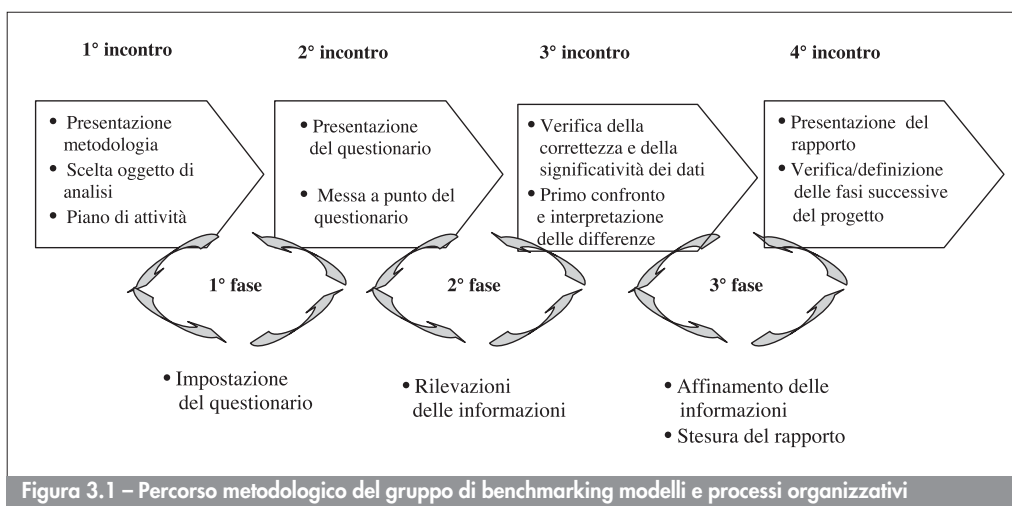 1° incontro
2° incontro
3° incontro
4° incontro
• Presentazione
metodologia
• Scelta oggetto di
analisi
• Piano di attività
• Presentazione
del questionario
• Messa a punto del
questionario
• Verifica della
correttezza e della
significatività dei dati
• Primo confronto
e interpretazione
delle differenze
• Presentazione del
rapporto
• Verifica/definizione
delle fasi successive
del progetto
1° fase
2° fase
3° fase
• Impostazione
del questionario
• Rilevazioni
delle informazioni
• Affinamento delle
informazioni
• Stesura del rapporto
Figura 3.1 – Percorso metodologico del gruppo di benchmarking modelli e processi organizzativi